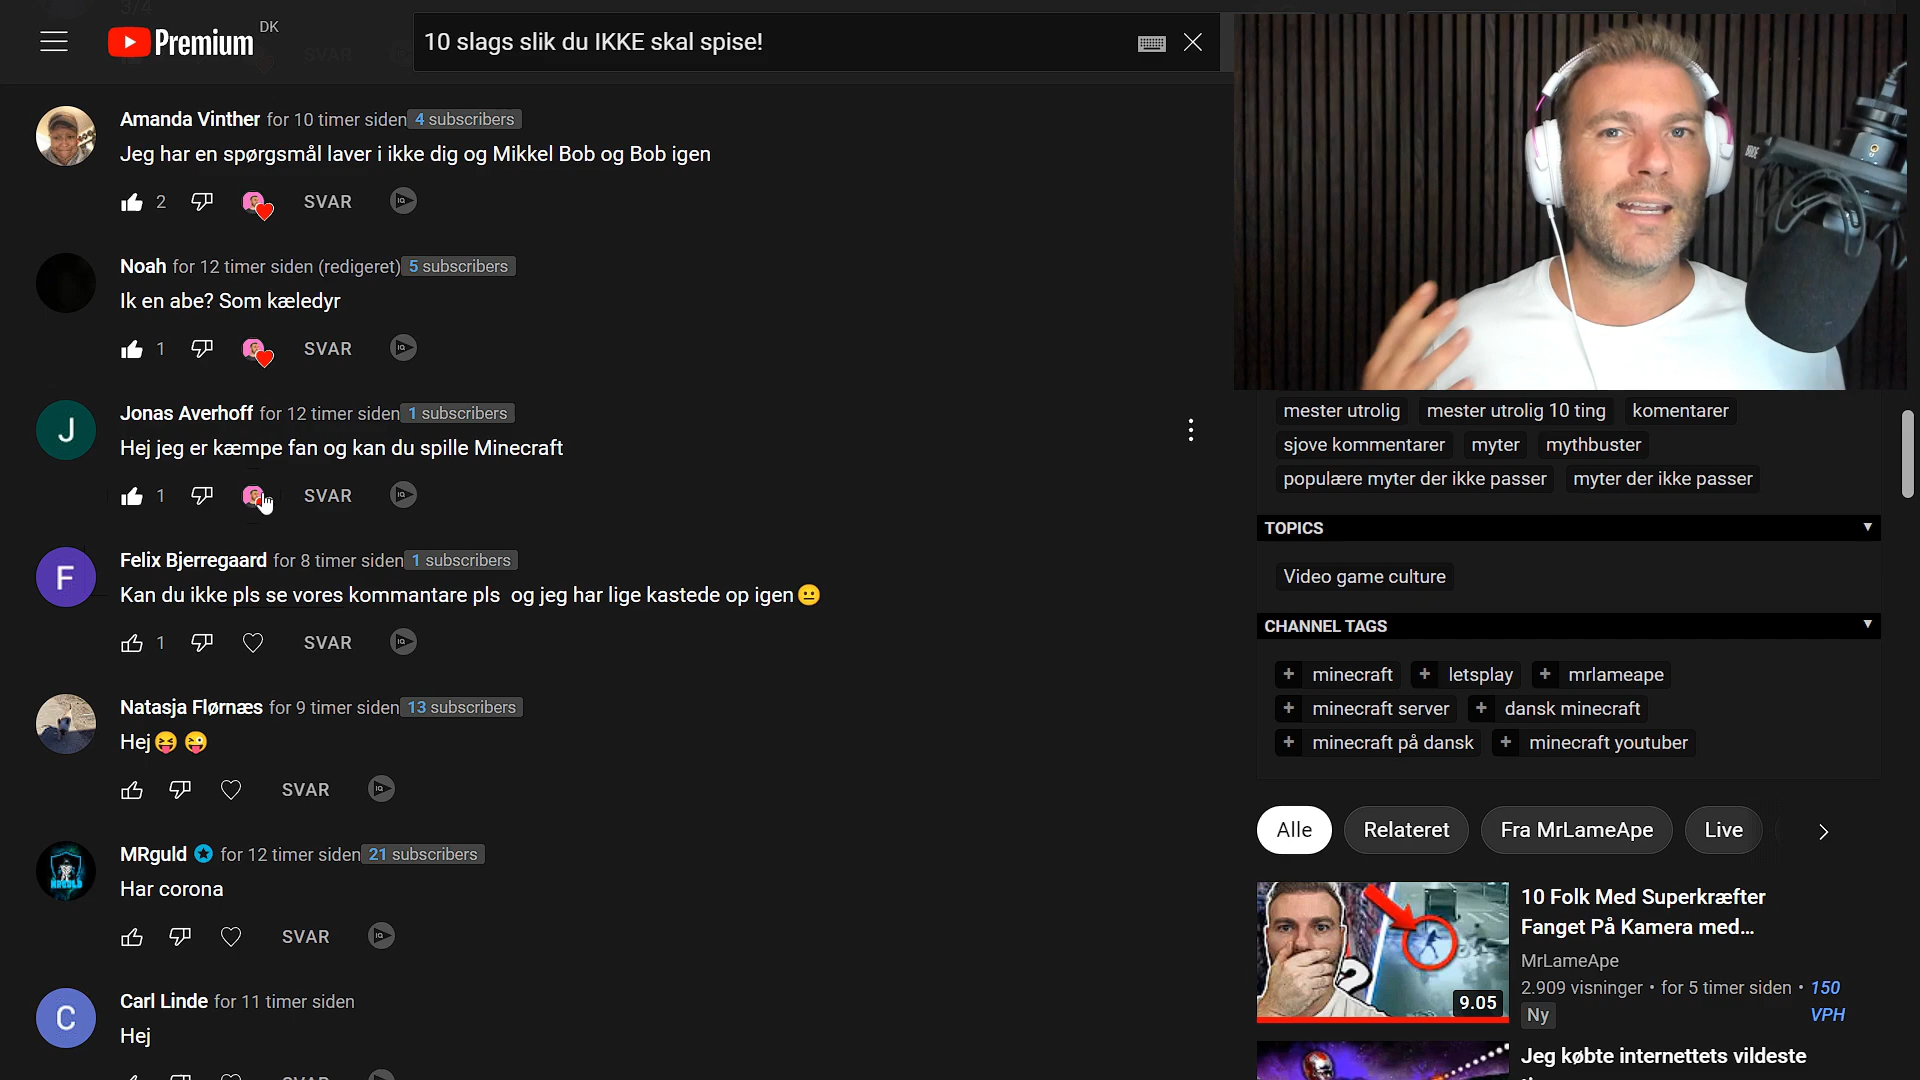 3/4
Premium DK
10 slags slik du IKKE skal spise!
SVAR
Amanda Vinther for 10 timer siden 4 subscribers
Jeg har en spørgsmål laver i ikke dig og Mikkel Bob og Bob igen
2 SVAR
Noah for 12 timer siden (redigeret) 5 subscribers
Ik en abe? Som kæledyr
1 SVAR
Jonas Averhoff for 12 timer siden 1 subscribers
Hej jeg er kæmpe fan og kan du spille Minecraft
1 SVAR
Felix Bjerregaard for 8 timer siden 1 subscribers
Kan du ikke pls se vores kommantare pls og jeg har lige kastede op igen😐
1 SVAR
Natasja Flørnæs for 9 timer siden 13 subscribers
Hej😝😜
SVAR
MRguld for 12 timer siden 21 subscribers
Har corona
SVAR
Carl Linde for 11 timer siden
Hej
SVAR
J
F
C
MRGULD
mester utrolig mester utrolig 10 ting komentarer
sjove kommentarer myter mythbuster
populære myter der ikke passer myter der ikke passer
TOPICS
Video game culture
CHANNEL TAGS
+ minecraft + letsplay + mrlameape
+ minecraft server + dansk minecraft
+ minecraft på dansk + minecraft youtuber
Alle Relateret Fra MrLameApe Live
10 Folk Med Superkræfter
Fanget På Kamera med...
MrLameApe
2.909 visninger • for 5 timer siden • 150
VPH
Ny
9.05
Jeg købte internettets vildeste